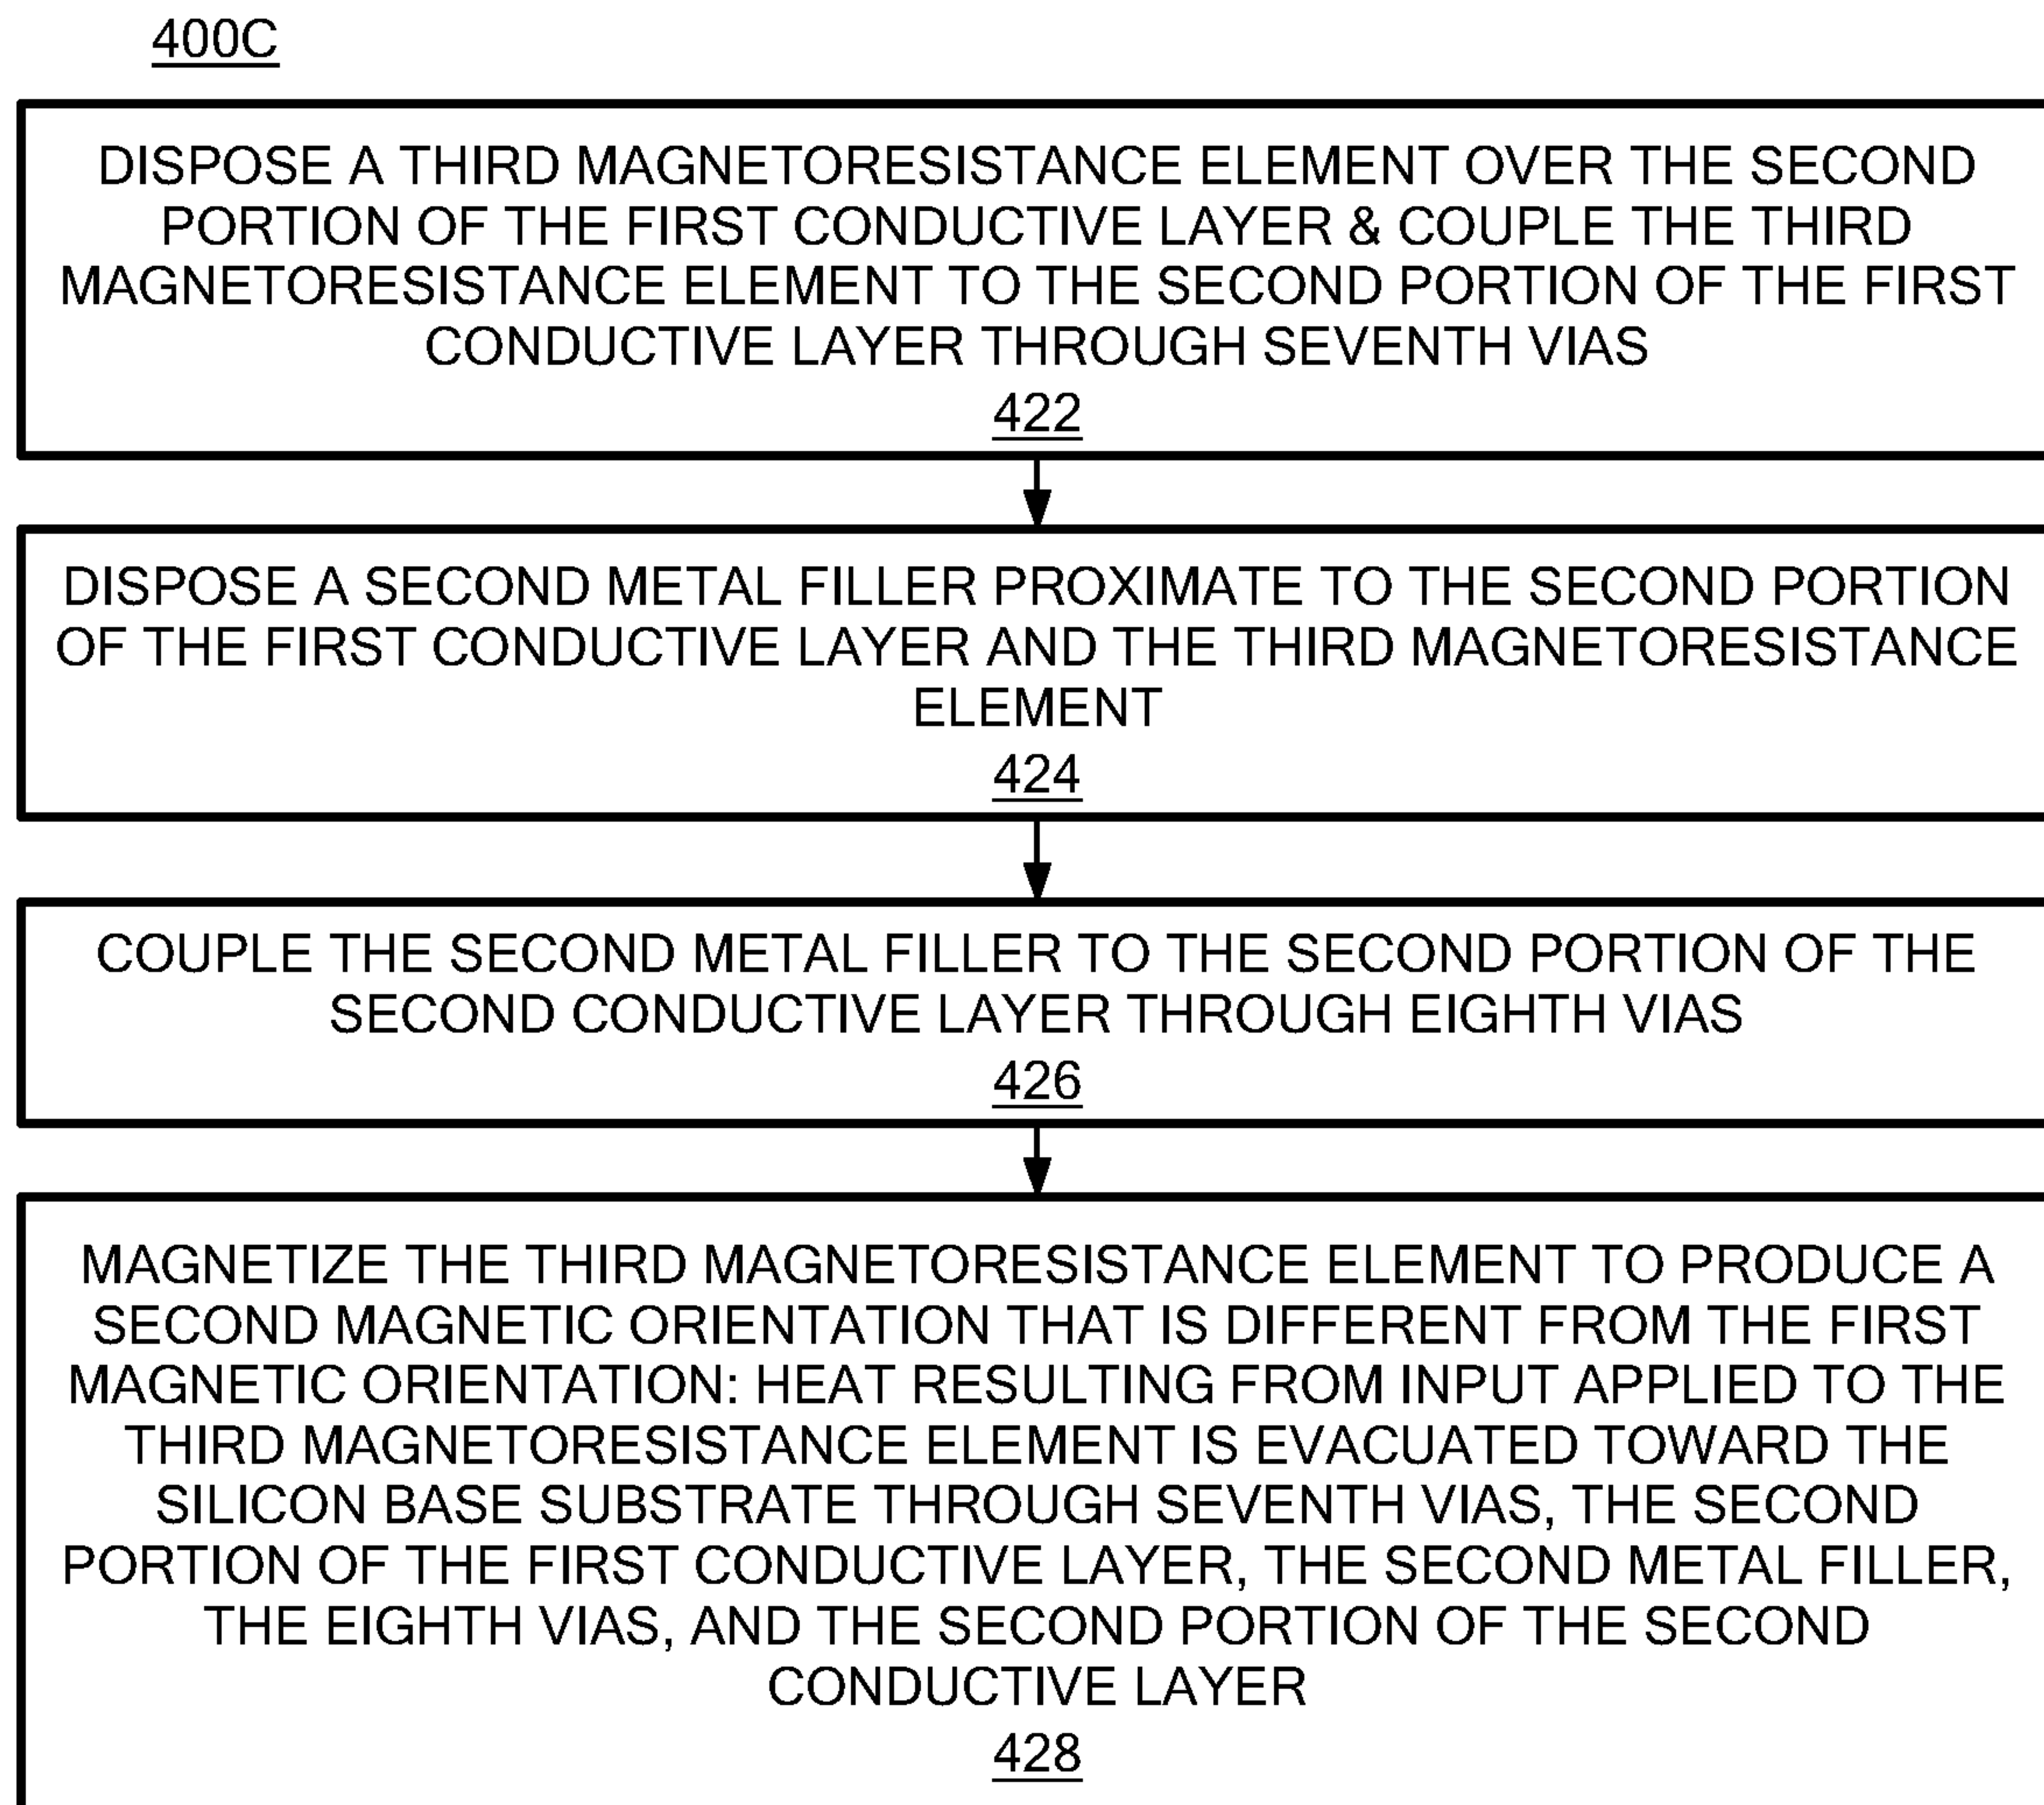 400C
DISPOSE A THIRD MAGNETORESISTANCE ELEMENT OVER THE SECOND
PORTION OF THE FIRST CONDUCTIVE LAYER & COUPLE THE THIRD
MAGNETORESISTANCE ELEMENT TO THE SECOND PORTION OF THE FIRST
CONDUCTIVE LAYER THROUGH SEVENTH VIAS
422
DISPOSE A SECOND METAL FILLER PROXIMATE TO THE SECOND PORTION
OF THE FIRST CONDUCTIVE LAYER AND THE THIRD MAGNETORESISTANCE
ELEMENT
424
COUPLE THE SECOND METAL FILLER TO THE SECOND PORTION OF THE
SECOND CONDUCTIVE LAYER THROUGH EIGHTH VIAS
426
MAGNETIZE THE THIRD MAGNETORESISTANCE ELEMENT TO PRODUCE A
SECOND MAGNETIC ORIENTATION THAT IS DIFFERENT FROM THE FIRST
MAGNETIC ORIENTATION: HEAT RESULTING FROM INPUT APPLIED TO THE
THIRD MAGNETORESISTANCE ELEMENT IS EVACUATED TOWARD THE
SILICON BASE SUBSTRATE THROUGH SEVENTH VIAS, THE SECOND
PORTION OF THE FIRST CONDUCTIVE LAYER, THE SECOND METAL FILLER,
THE EIGHTH VIAS, AND THE SECOND PORTION OF THE SECOND
CONDUCTIVE LAYER
428